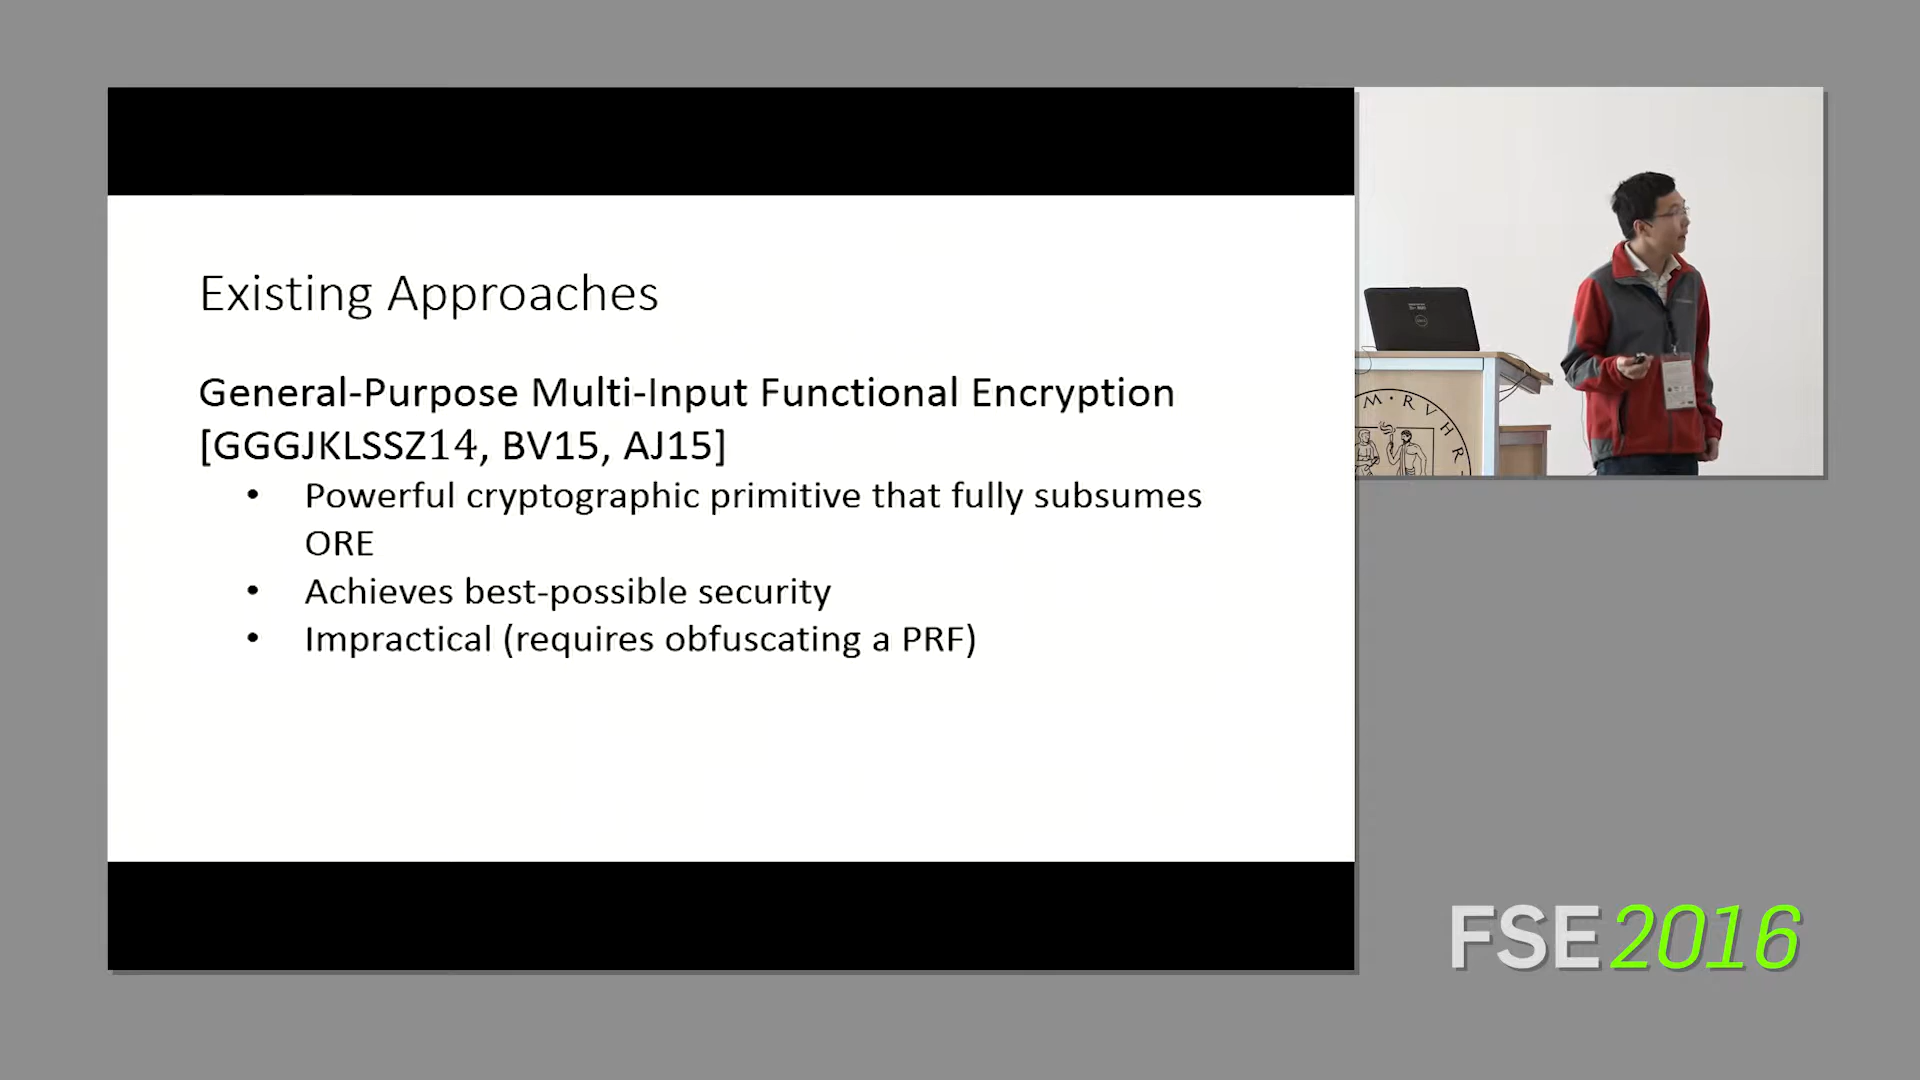 Existing Approaches
General-Purpose Multi-Input Functional Encryption
[GGGJKLSSZ14, BV15, AJ15]
• Powerful cryptographic primitive that fully subsumes
ORE
• Achieves best-possible security
• Impractical (requires obfuscating a PRF)
M · RVHR
FSE2016